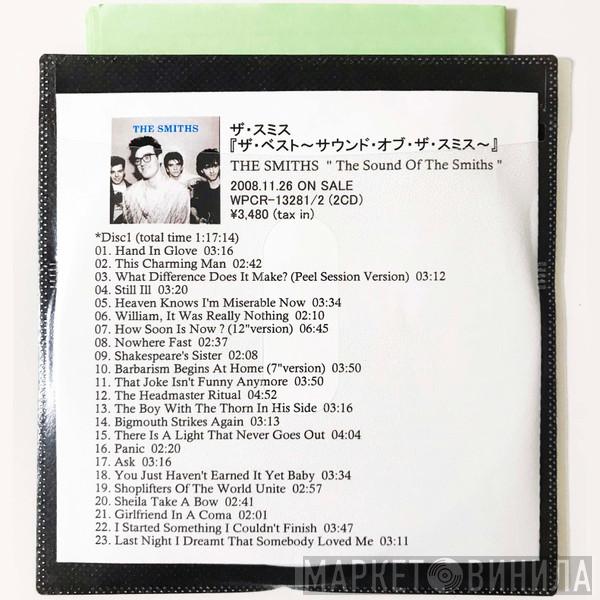 THE SMITHS
ザ・スミス
『ザ・ベスト～サウンド・オブ・ザ・スミス～』
THE SMITHS " The Sound Of The Smiths "
2008.11.26 ON SALE
WPCR-13281/2 (2CD)
¥3,480 (tax in)
*Disc1 (total time 1:17:14)
01. Hand In Glove 03:16
02. This Charming Man 02:42
03. What Difference Does It Make? (Peel Session Version) 03:12
04. Still Ill 03:20
05. Heaven Knows I'm Miserable Now 03:34
06. William, It Was Really Nothing 02:10
07. How Soon Is Now ? (12"version) 06:45
08. Nowhere Fast 02:37
09. Shakespeare's Sister 02:08
10. Barbarism Begins At Home (7"version) 03:50
11. That Joke Isn't Funny Anymore 03:50
12. The Headmaster Ritual 04:52
13. The Boy With The Thorn In His Side 03:16
14. Bigmouth Strikes Again 03:13
15. There Is A Light That Never Goes Out 04:04
16. Panic 02:20
17. Ask 03:16
18. You Just Haven't Earned It Yet Baby 03:34
19. Shoplifters Of The World Unite 02:57
20. Sheila Take A Bow 02:41
21. Girlfriend In A Coma 02:01
22. I Started Something I Couldn't Finish 03:47
23. Last Night I Dreamt That Somebody Loved Me 03:11
МАРКЕТ ВИНИЛА